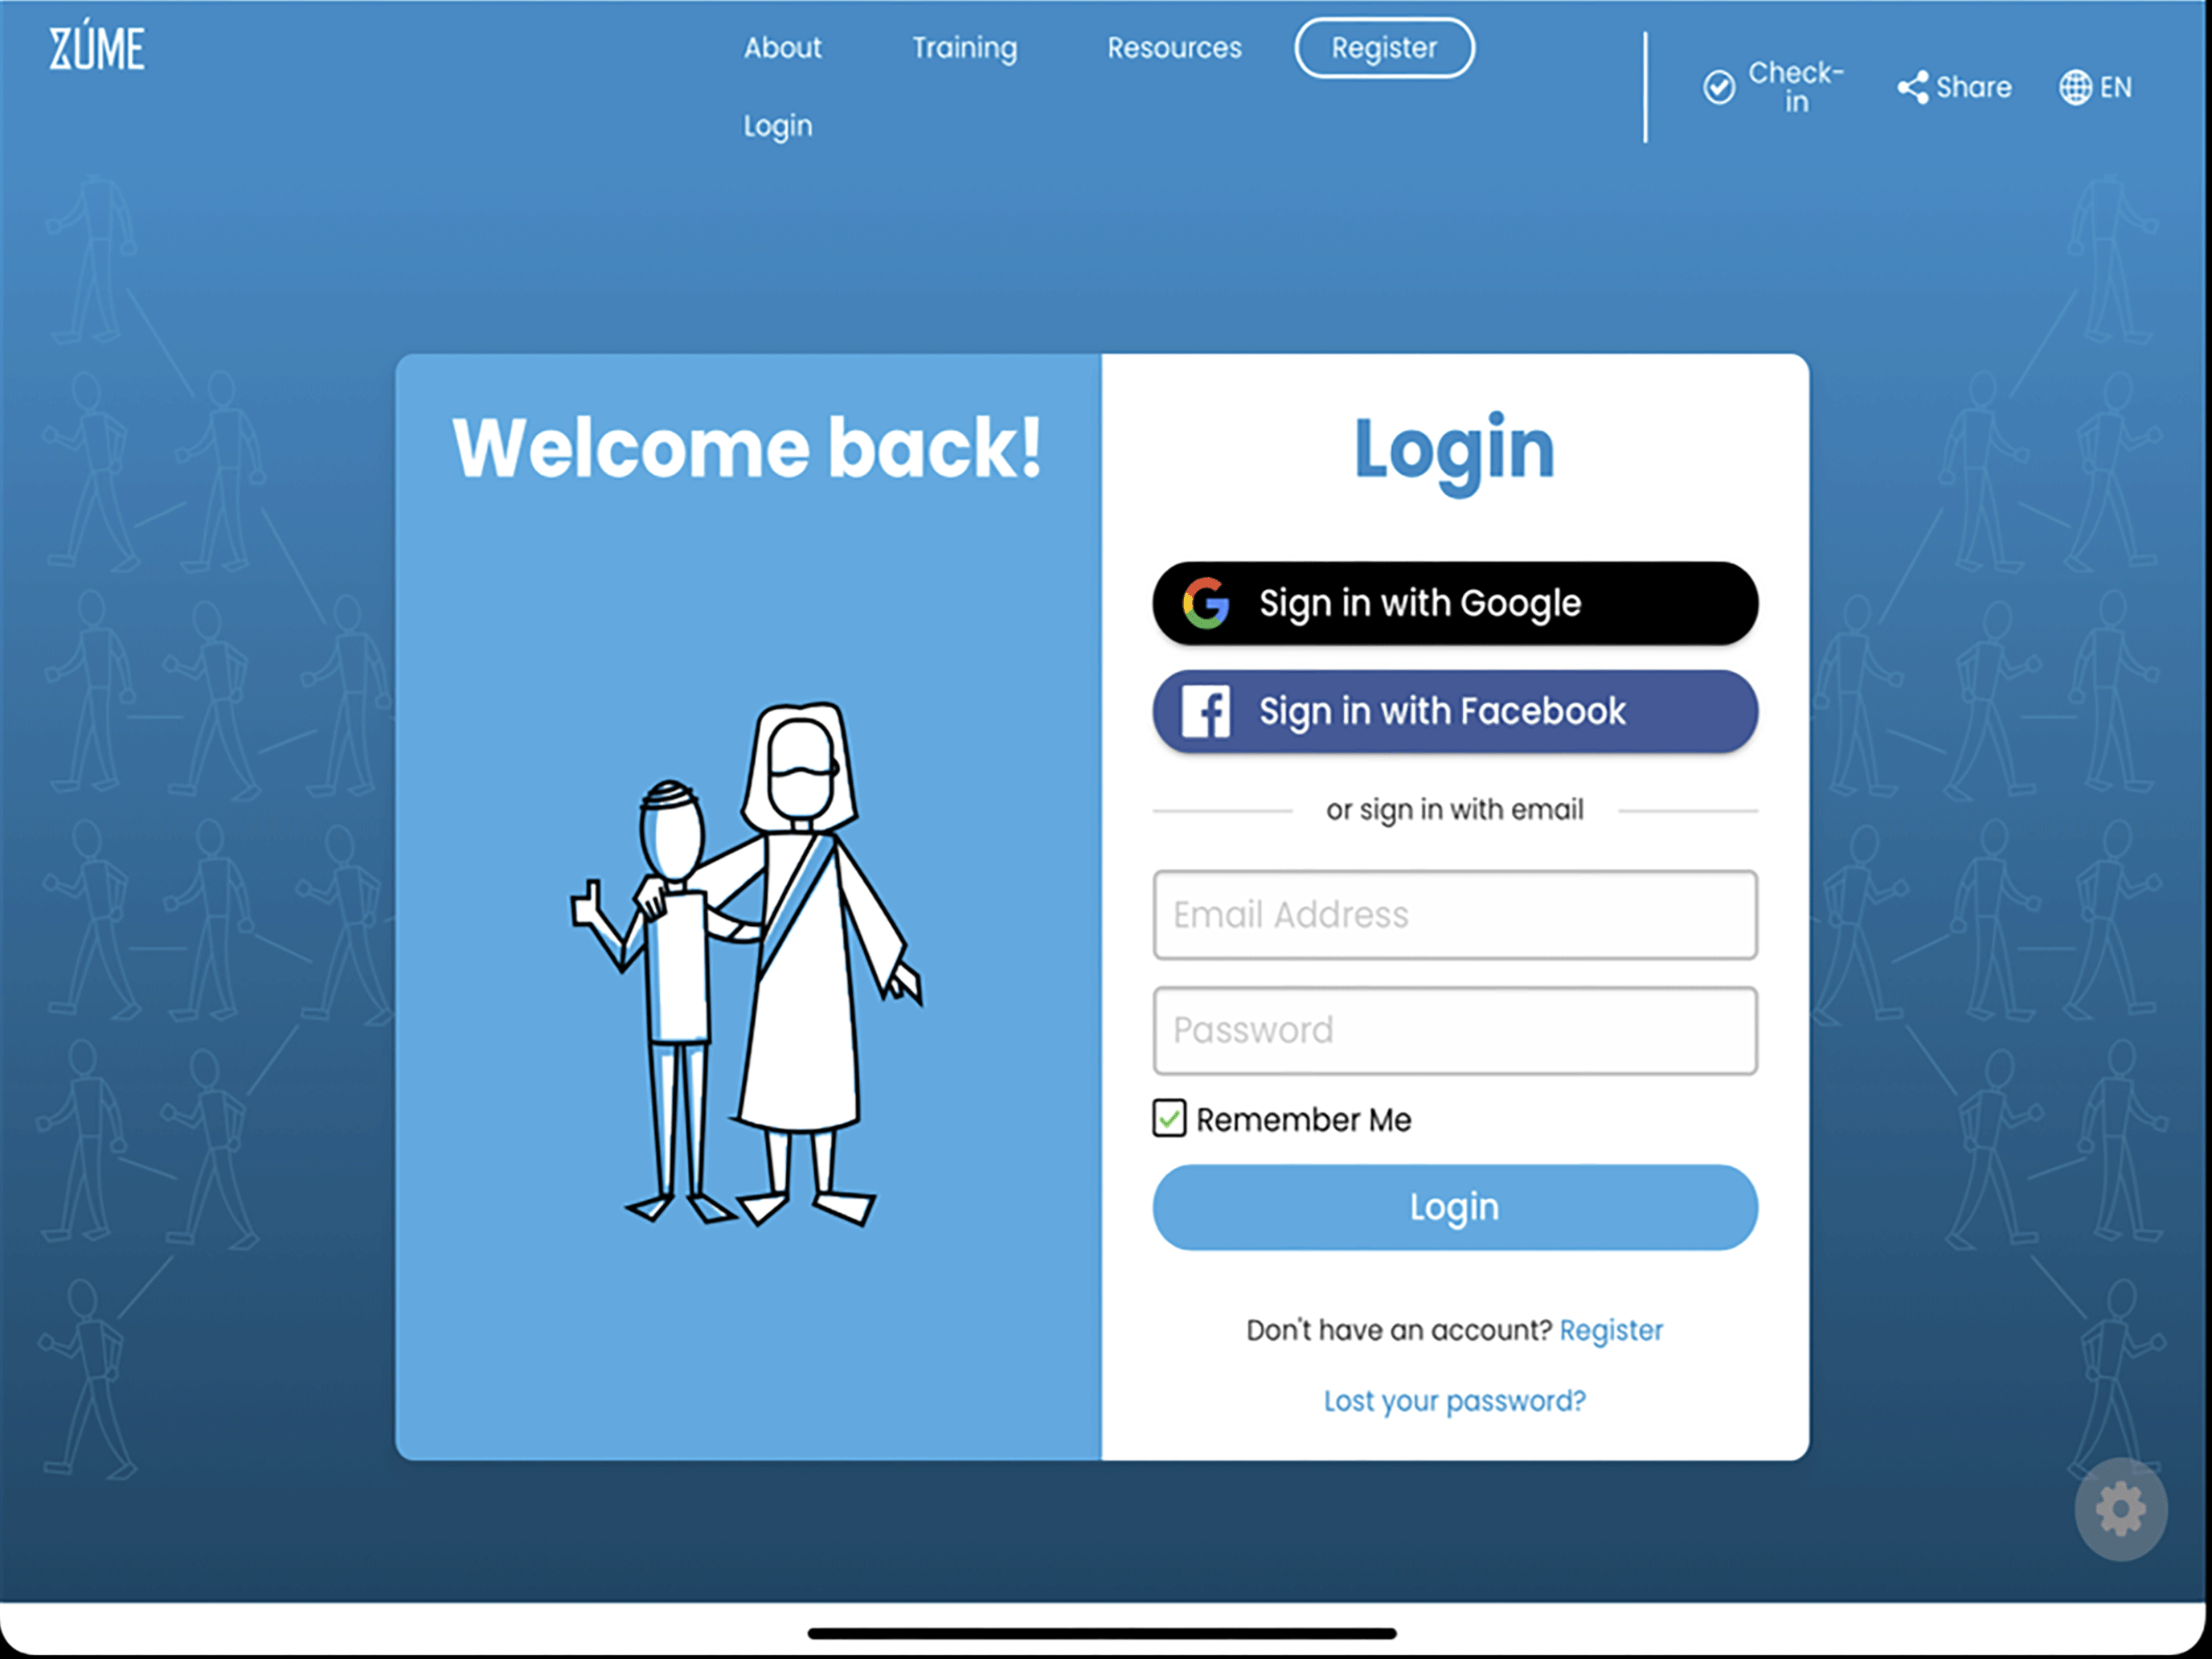 ZÚME
About Training Resources Register
Login
Check-
in
Share
EN
Welcome back!
Login
Sign in with Google
Sign in with Facebook
or sign in with email
Email Address
Password
Remember Me
Login
Don't have an account? Register
Lost your password?